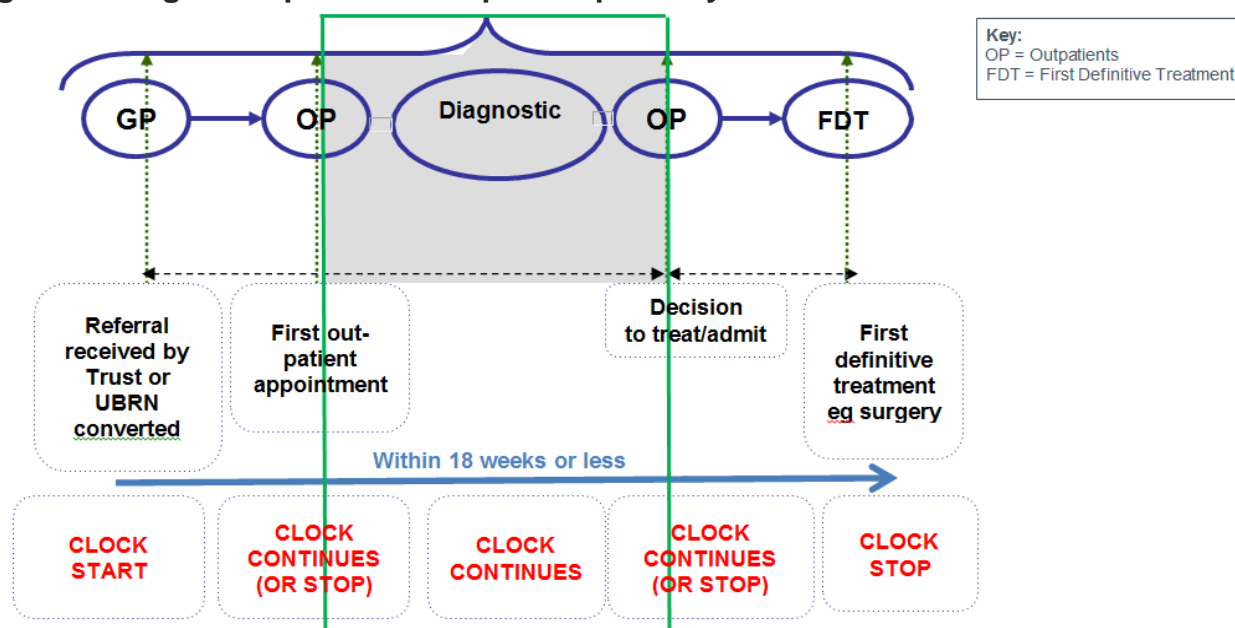 Key:
OP = Outpatients
FDT = First Definitive Treatment
GP
OP
Diagnostic
OP
FDT
Referral
received by
Trust or
UBRN
converted
First out-
patient
appointment
Decision
to treat/admit
First
definitive
treatment
eg surgery
Within 18 weeks or less
CLOCK
START
CLOCK
CONTINUES
(OR STOP)
CLOCK
CONTINUES
CLOCK
CONTINUES
(OR STOP)
CLOCK
STOP